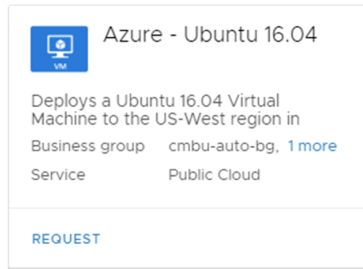 Azure - Ubuntu 16.04
VM
Deploys a Ubuntu 16.04 Virtual
Machine to the US-West region in
Business group cmbu-auto-bg, 1 more
Service Public Cloud
REQUEST